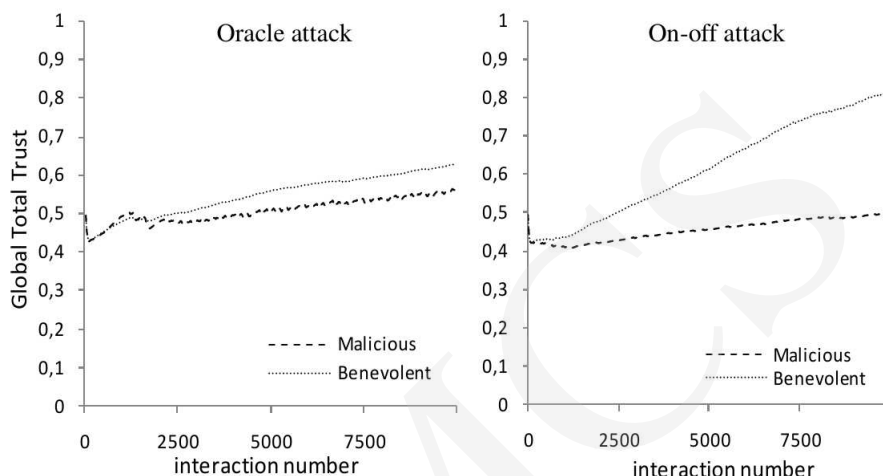 Oracle attack
1
0,9
0,8
0,7
0,6
0,5
0,4
0,3
0,2
0,1
0
Global Total Trust
Malicious
Benevolent
0 2500 5000 7500
interaction number
On-off attack
1
0,9
0,8
0,7
0,6
0,5
0,4
0,3
0,2
0,1
0
Malicious
Benevolent
0 2500 5000 7500
interaction number